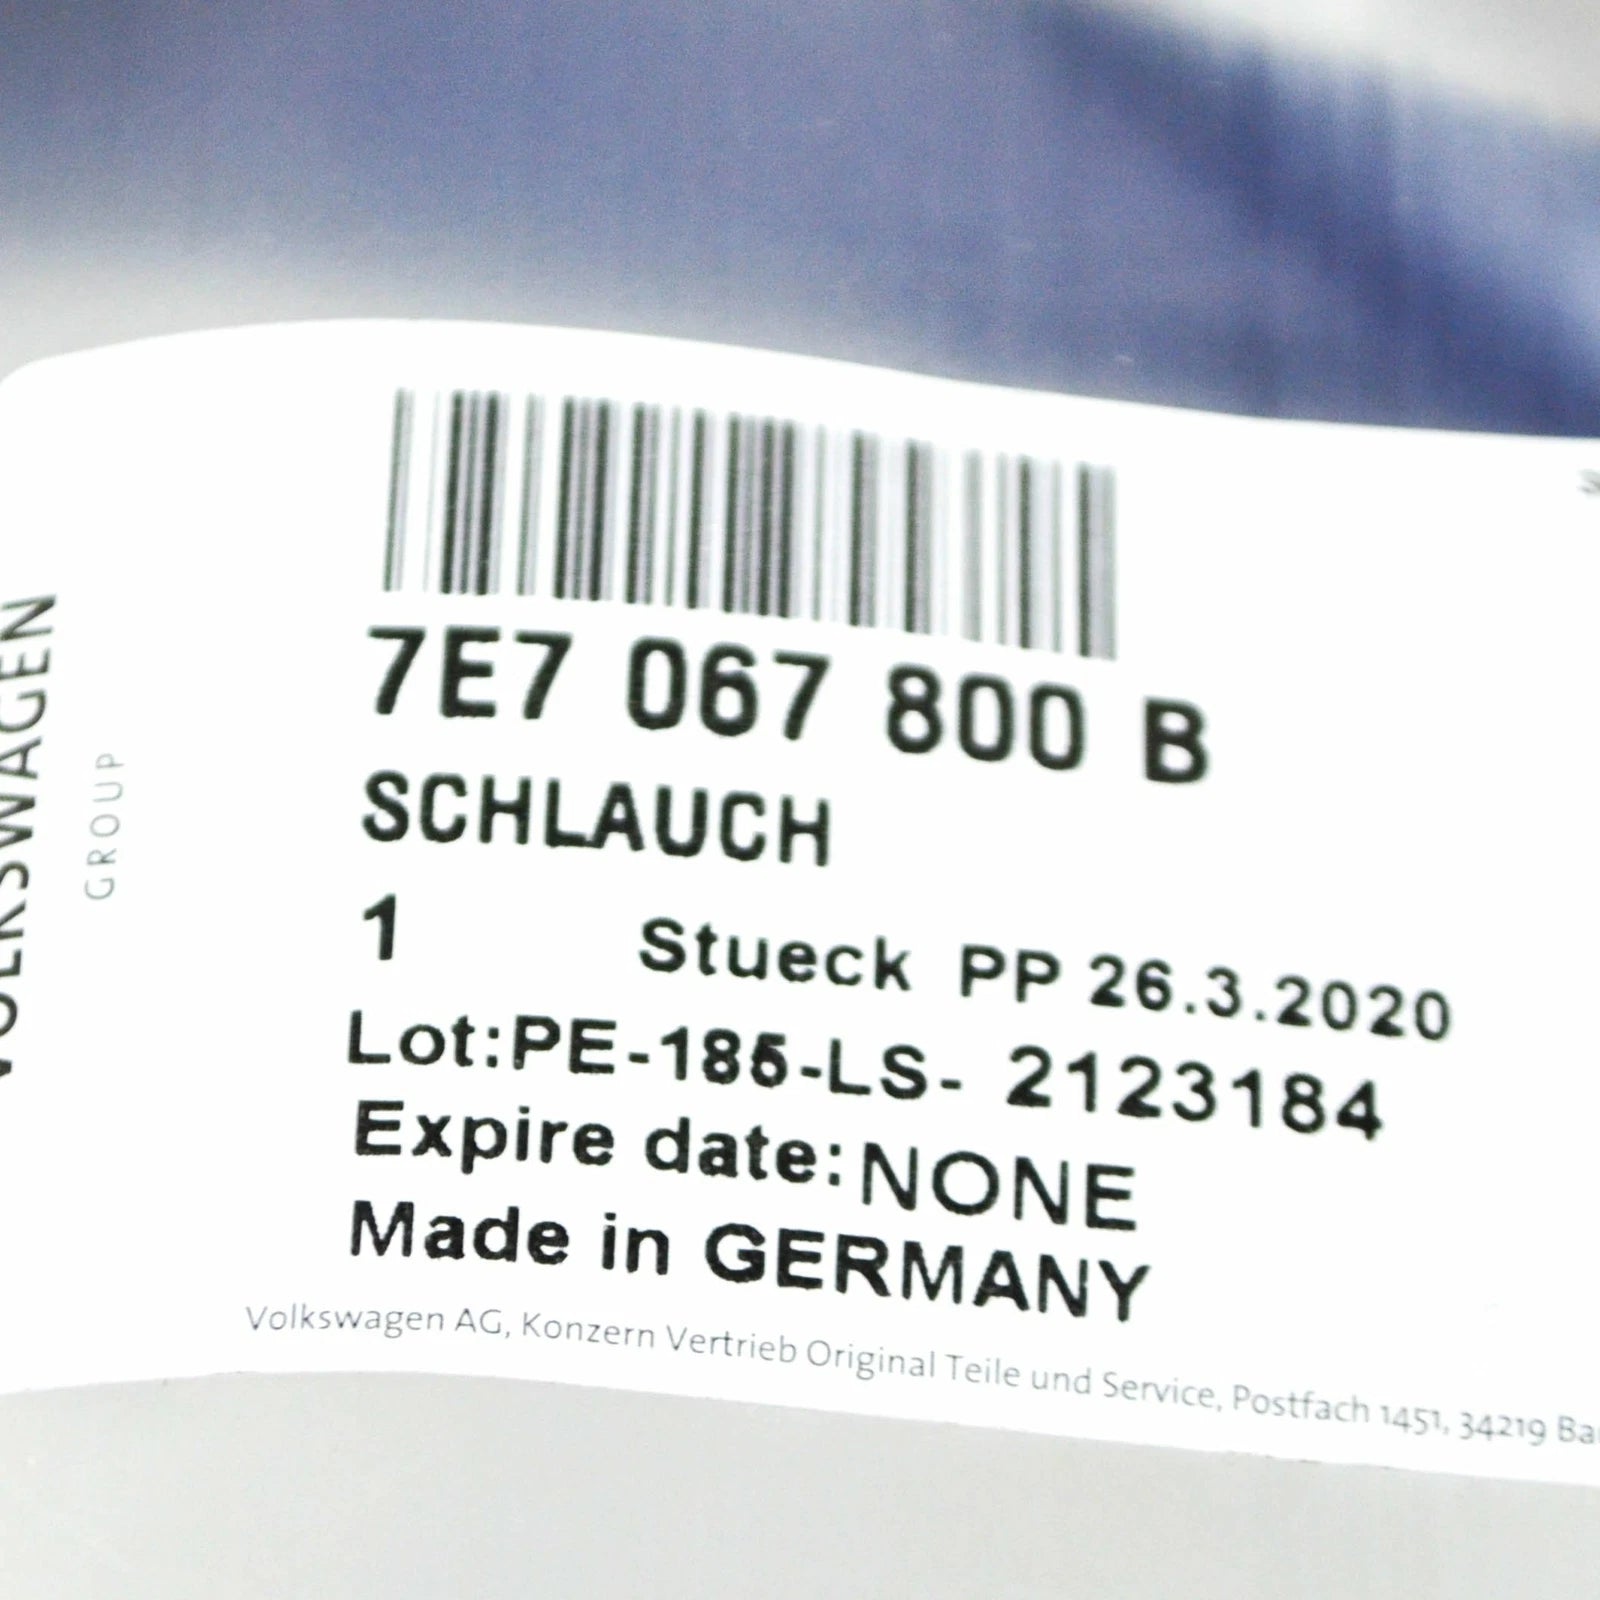 VOLKSWAGEN
GROUP
7E7 067 800 B
SCHLAUCH
1 Stueck PP 26.3.2020
Lot:PE-185-LS- 2123184
Expire date:NONE
Made in GERMANY
Volkswagen AG, Konzern Vertrieb Original Teile und Service, Postfach 1451, 34219